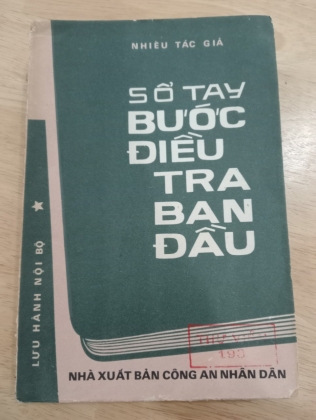 NHIỀU TÁC GIẢ
SỔ TAY
BƯỚC
ĐIỀU
TRA
BAN
ĐẦU
LƯU HÀNH NỘI BỘ
NHÀ XUẤT BẢN CÔNG AN NHÂN DÂN